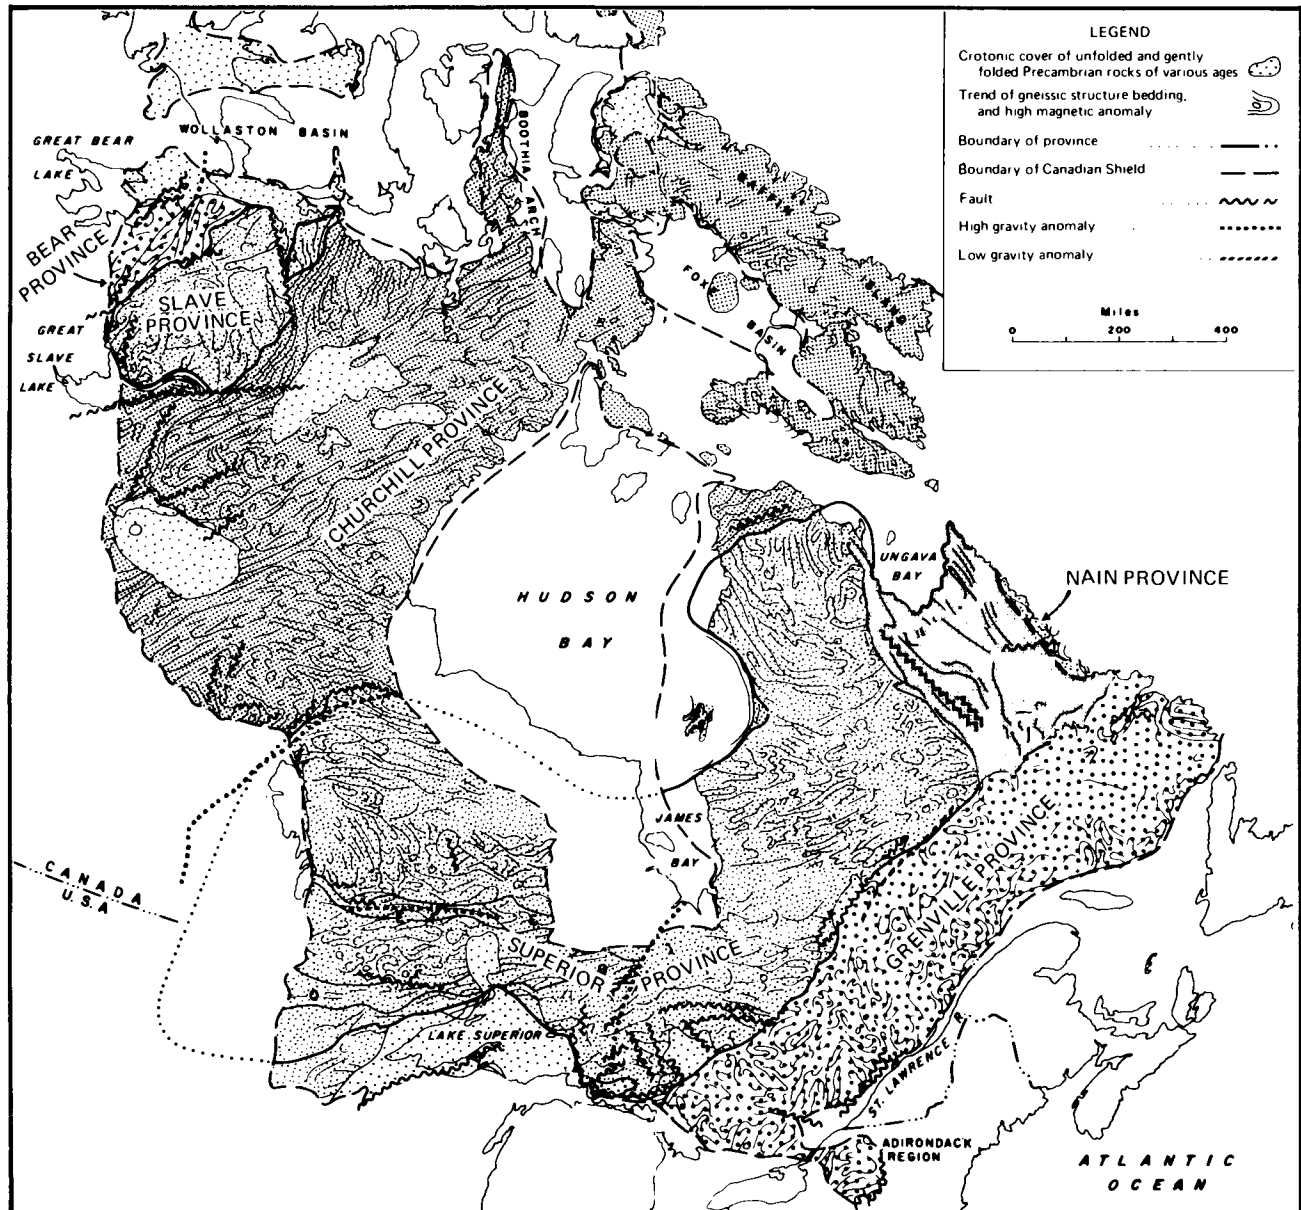 LEGEND
Crotonic cover of unfolded and gently
folded Precambrian rocks of various ages
Trend of gneissic structure bedding,
and high magnetic anomaly
Boundary of province
Boundary of Canadian Shield
Fault
High gravity anomaly
Low gravity anomaly
Miles
0 200 400
GREAT BEAR
LAKE
WOLLASTON BASIN
BOOTHIA
ARCH
BAFFIN
ISLAND
FOXE
BASIN
BEAR
PROVINCE
SLAVE
PROVINCE
GREAT
SLAVE
LAKE
CHURCHILL PROVINCE
HUDSON
BAY
UNGAVA
BAY
NAIN PROVINCE
JAMES
BAY
CANADA
U.S.A
SUPERIOR
PROVINCE
GRENVILLE PROVINCE
LAKE SUPERIOR
ST. LAWRENCE R
ADIRONDACK
REGION
ATLANTIC
OCEAN